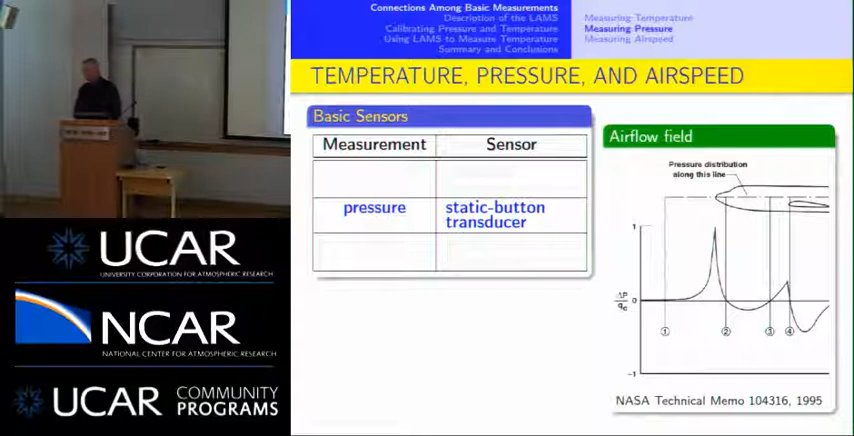 Connections Among Basic Measurements
Description of the LAMS
Calibrating Pressure and Temperature
Using LAMS to Measure Temperature
Summary and Conclusions
Measuring Temperature
Measuring Pressure
Measuring Airspeed
TEMPERATURE, PRESSURE, AND AIRSPEED
Basic Sensors
Measurement Sensor
pressure static-button
transducer
Airflow field
Pressure distribution
along this line
1
ΔP
qc
0
1 2 3 4
−1
NASA Technical Memo 104316, 1995
UCAR
UNIVERSITY CORPORATION FOR ATMOSPHERIC RESEARCH
NCAR
NATIONAL CENTER FOR ATMOSPHERIC RESEARCH
UCAR COMMUNITY
PROGRAMS